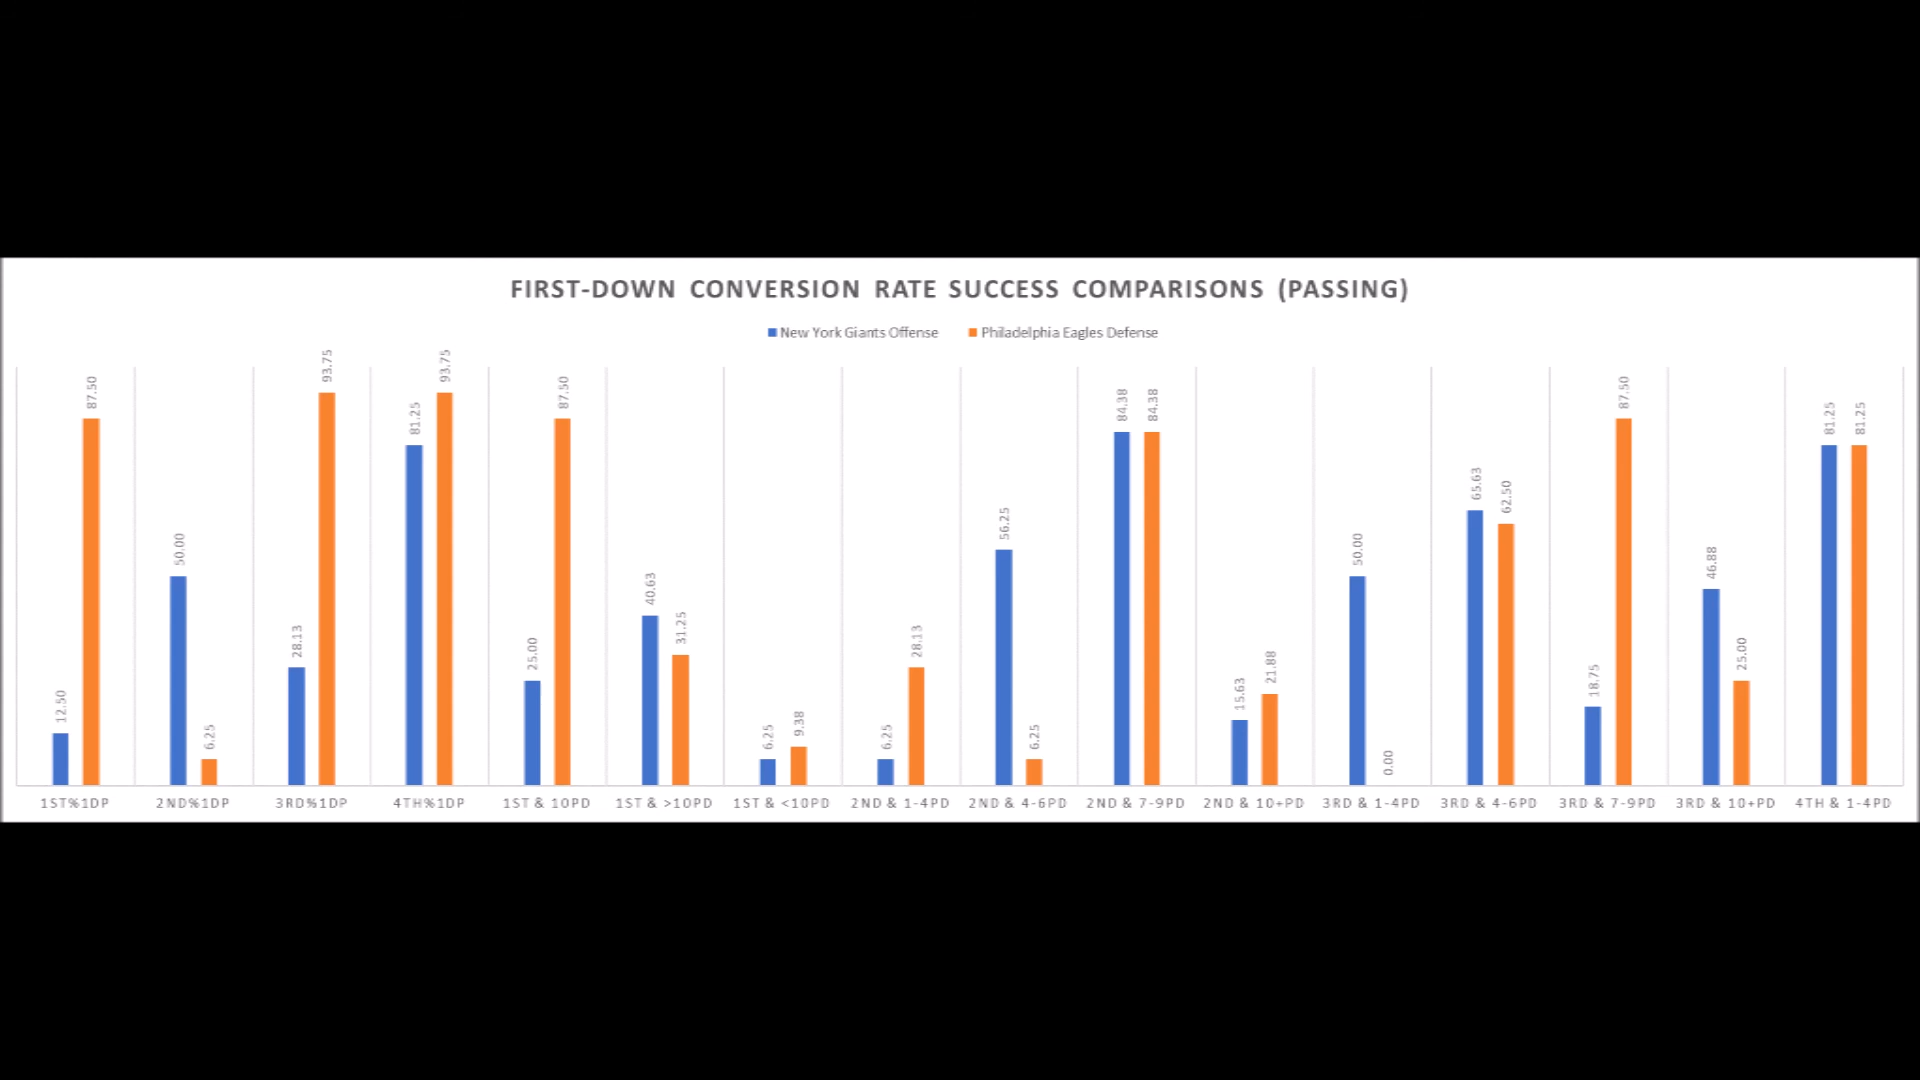 FIRST-DOWN CONVERSION RATE SUCCESS COMPARISONS (PASSING)
New York Giants Offense Philadelphia Eagles Defense
12.50 87.50 50.00 6.25 28.13 93.75 81.25 93.75 25.00 87.50 40.63 31.25 6.25 9.38 6.25 28.13 56.25 6.25 84.38 84.38 15.63 21.88 50.00 0.00 65.63 62.50 18.75 87.50 46.88 25.00 81.25 81.25
1ST%1DP 2ND%1DP 3RD%1DP 4TH%1DP 1ST & 10PD 1ST & >10PD 1ST & <10PD 2ND & 1-4PD 2ND & 4-6PD 2ND & 7-9PD 2ND & 10+PD 3RD & 1-4PD 3RD & 4-6PD 3RD & 7-9PD 3RD & 10+PD 4TH & 1-4PD